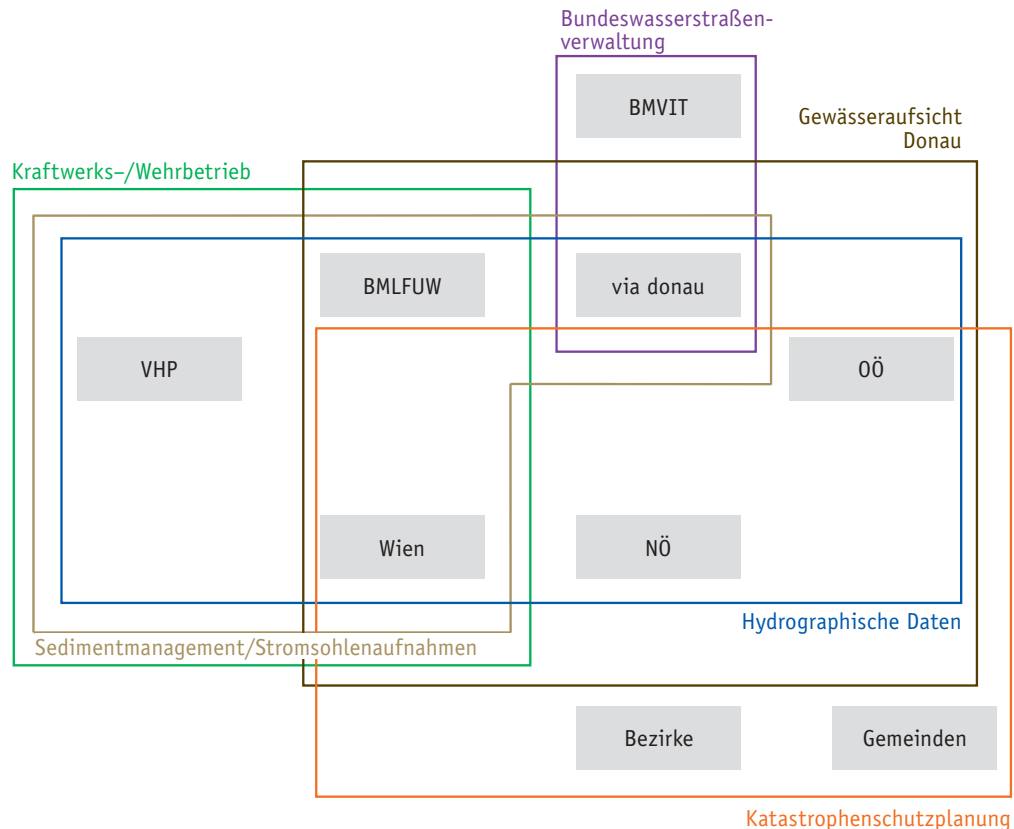 Bundeswasserstraßen-
verwaltung
BMVIT
Gewässeraufsicht
Donau
Kraftwerks–/Wehrbetrieb
BMLFUW
via donau
VHP
OÖ
Wien
NÖ
Hydrographische Daten
Sedimentmanagement/Stromsohlenaufnahmen
Bezirke
Gemeinden
Katastrophenschutzplanung